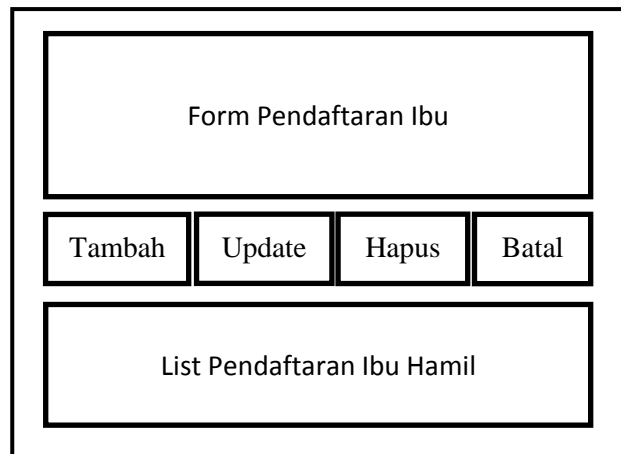 Form Pendaftaran Ibu
Tambah Update Hapus Batal
List Pendaftaran Ibu Hamil